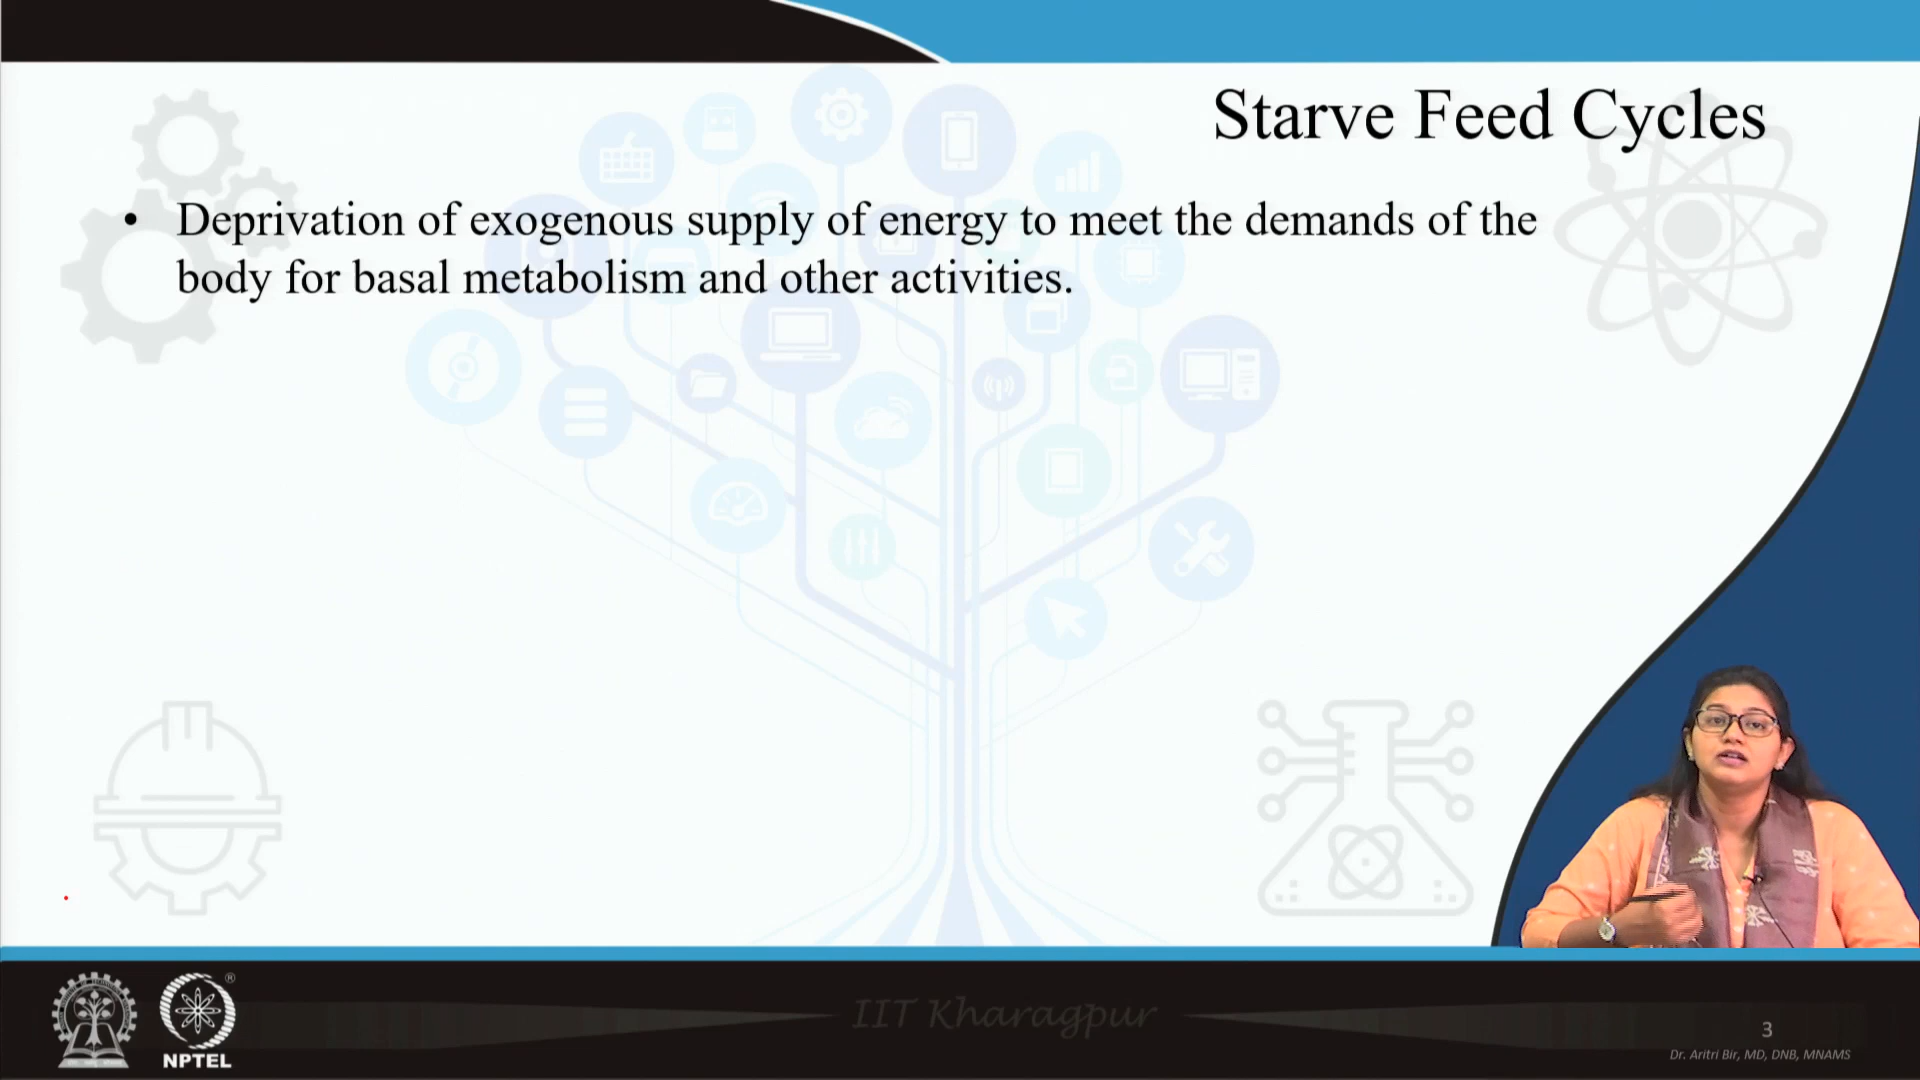 Starve Feed Cycles
• Deprivation of exogenous supply of energy to meet the demands of the
body for basal metabolism and other activities.
IIT Kharagpur
®
NPTEL
3
Dr. Aritri Bir, MD, DNB, MNAMS